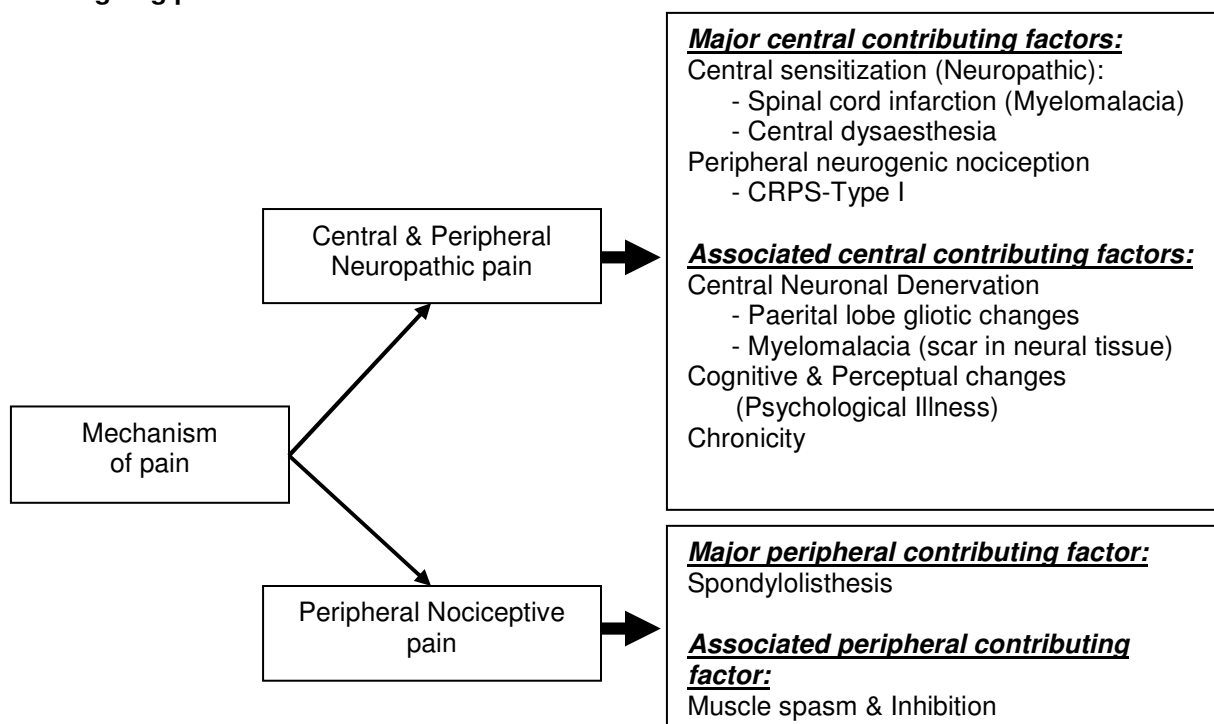 Major central contributing factors:
Central sensitization (Neuropathic):
- Spinal cord infarction (Myelomalacia)
- Central dysaesthesia
Peripheral neurogenic nociception
- CRPS-Type I
Associated central contributing factors:
Central Neuronal Denervation
- Paerital lobe gliotic changes
- Myelomalacia (scar in neural tissue)
Cognitive & Perceptual changes
(Psychological Illness)
Chronicity
Central & Peripheral
Neuropathic pain
Mechanism
of pain
Peripheral Nociceptive
pain
Major peripheral contributing factor:
Spondylolisthesis
Associated peripheral contributing
factor:
Muscle spasm & Inhibition